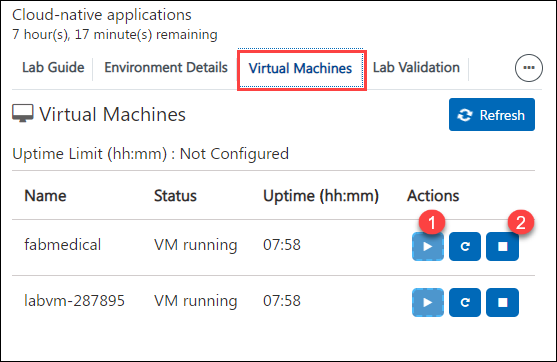 Cloud-native applications
7 hour(s), 17 minute(s) remaining
Lab Guide Environment Details Virtual Machines Lab Validation
Virtual Machines Refresh
Uptime Limit (hh:mm) : Not Configured
Name Status Uptime (hh:mm) Actions
1 2
fabmedical VM running 07:58
labvm-287895 VM running 07:58